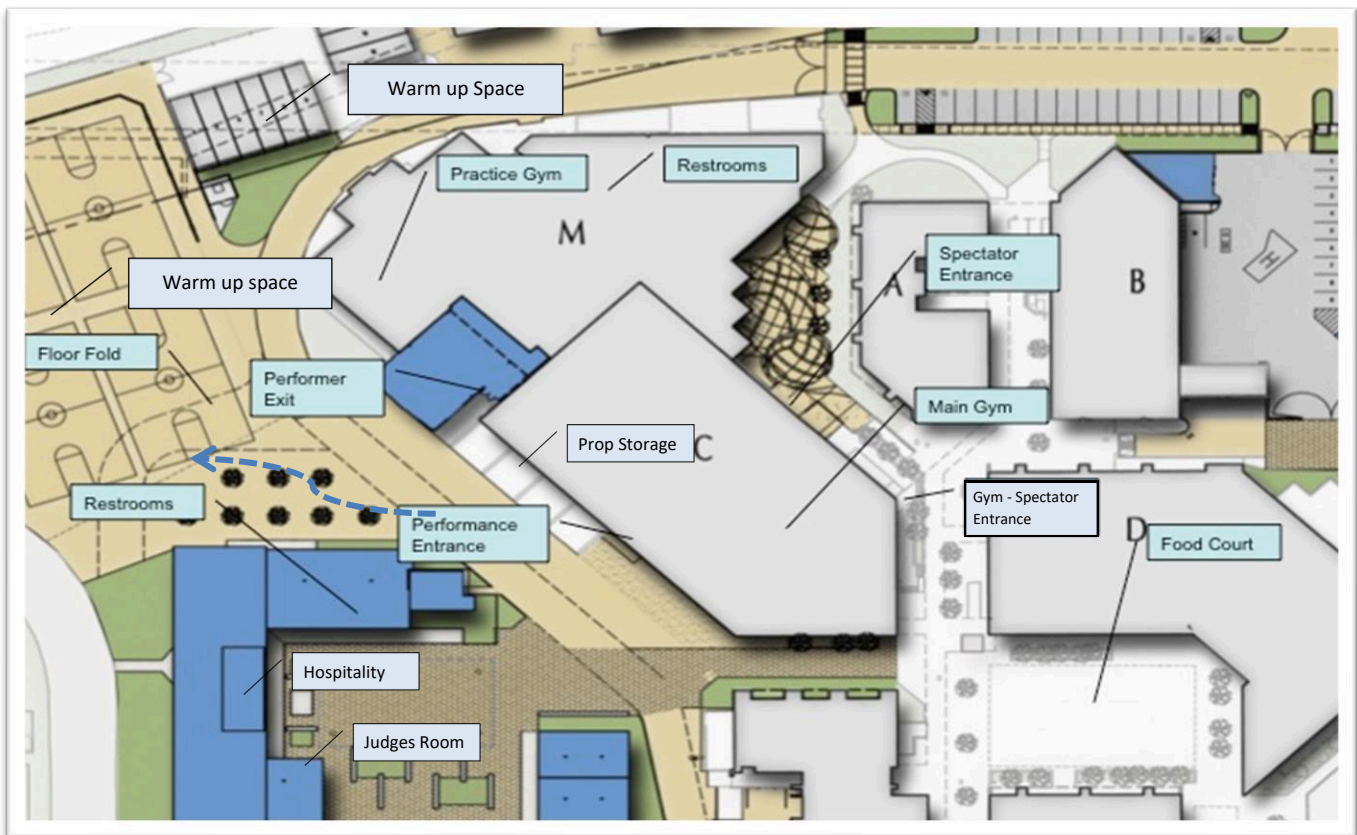 Warm up Space
Practice Gym
Restrooms
M
Warm up space
Spectator
Entrance
A
B
H
Floor Fold
Performer
Exit
Main Gym
Prop Storage
C
Restrooms
Performance
Entrance
Gym - Spectator
Entrance
D
Food Court
Hospitality
Judges Room